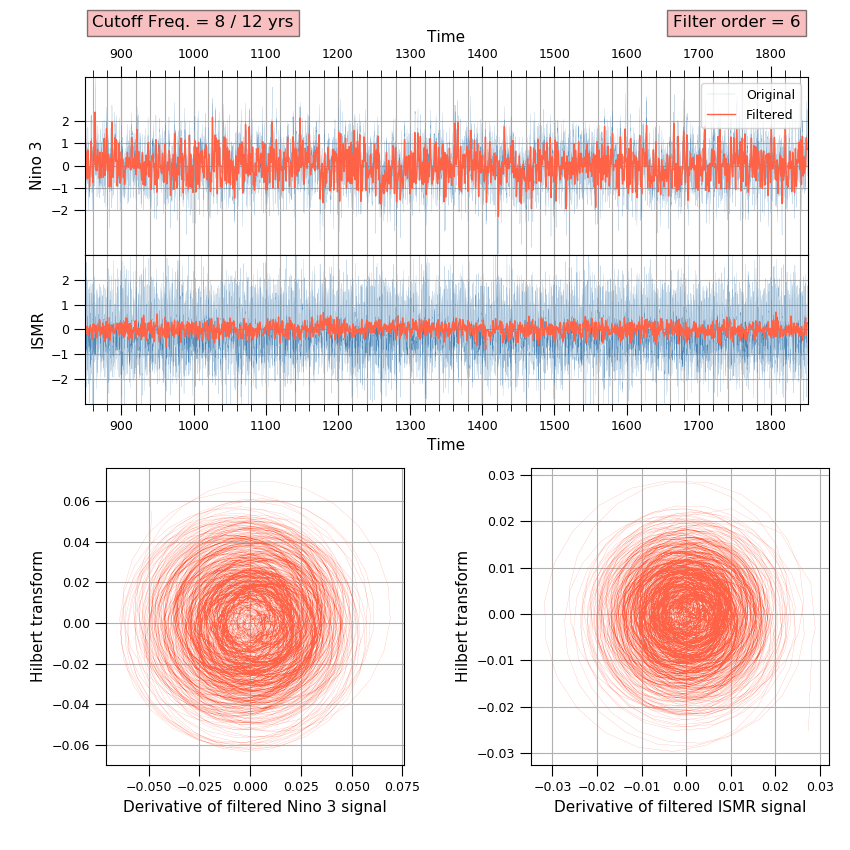 Cutoff Freq. = 8 / 12 yrs
Filter order = 6
Time
900 1000 1100 1200 1300 1400 1500 1600 1700 1800
Original
Filtered
Nino 3
2
1
0
−1
−2
ISMR
2
1
0
−1
−2
900 1000 1100 1200 1300 1400 1500 1600 1700 1800
Time
Hilbert transform
0.06
0.04
0.02
0.00
−0.02
−0.04
−0.06
−0.050 −0.025 0.000 0.025 0.050 0.075
Derivative of filtered Nino 3 signal
Hilbert transform
0.03
0.02
0.01
0.00
−0.01
−0.02
−0.03
−0.03 −0.02 −0.01 0.00 0.01 0.02 0.03
Derivative of filtered ISMR signal